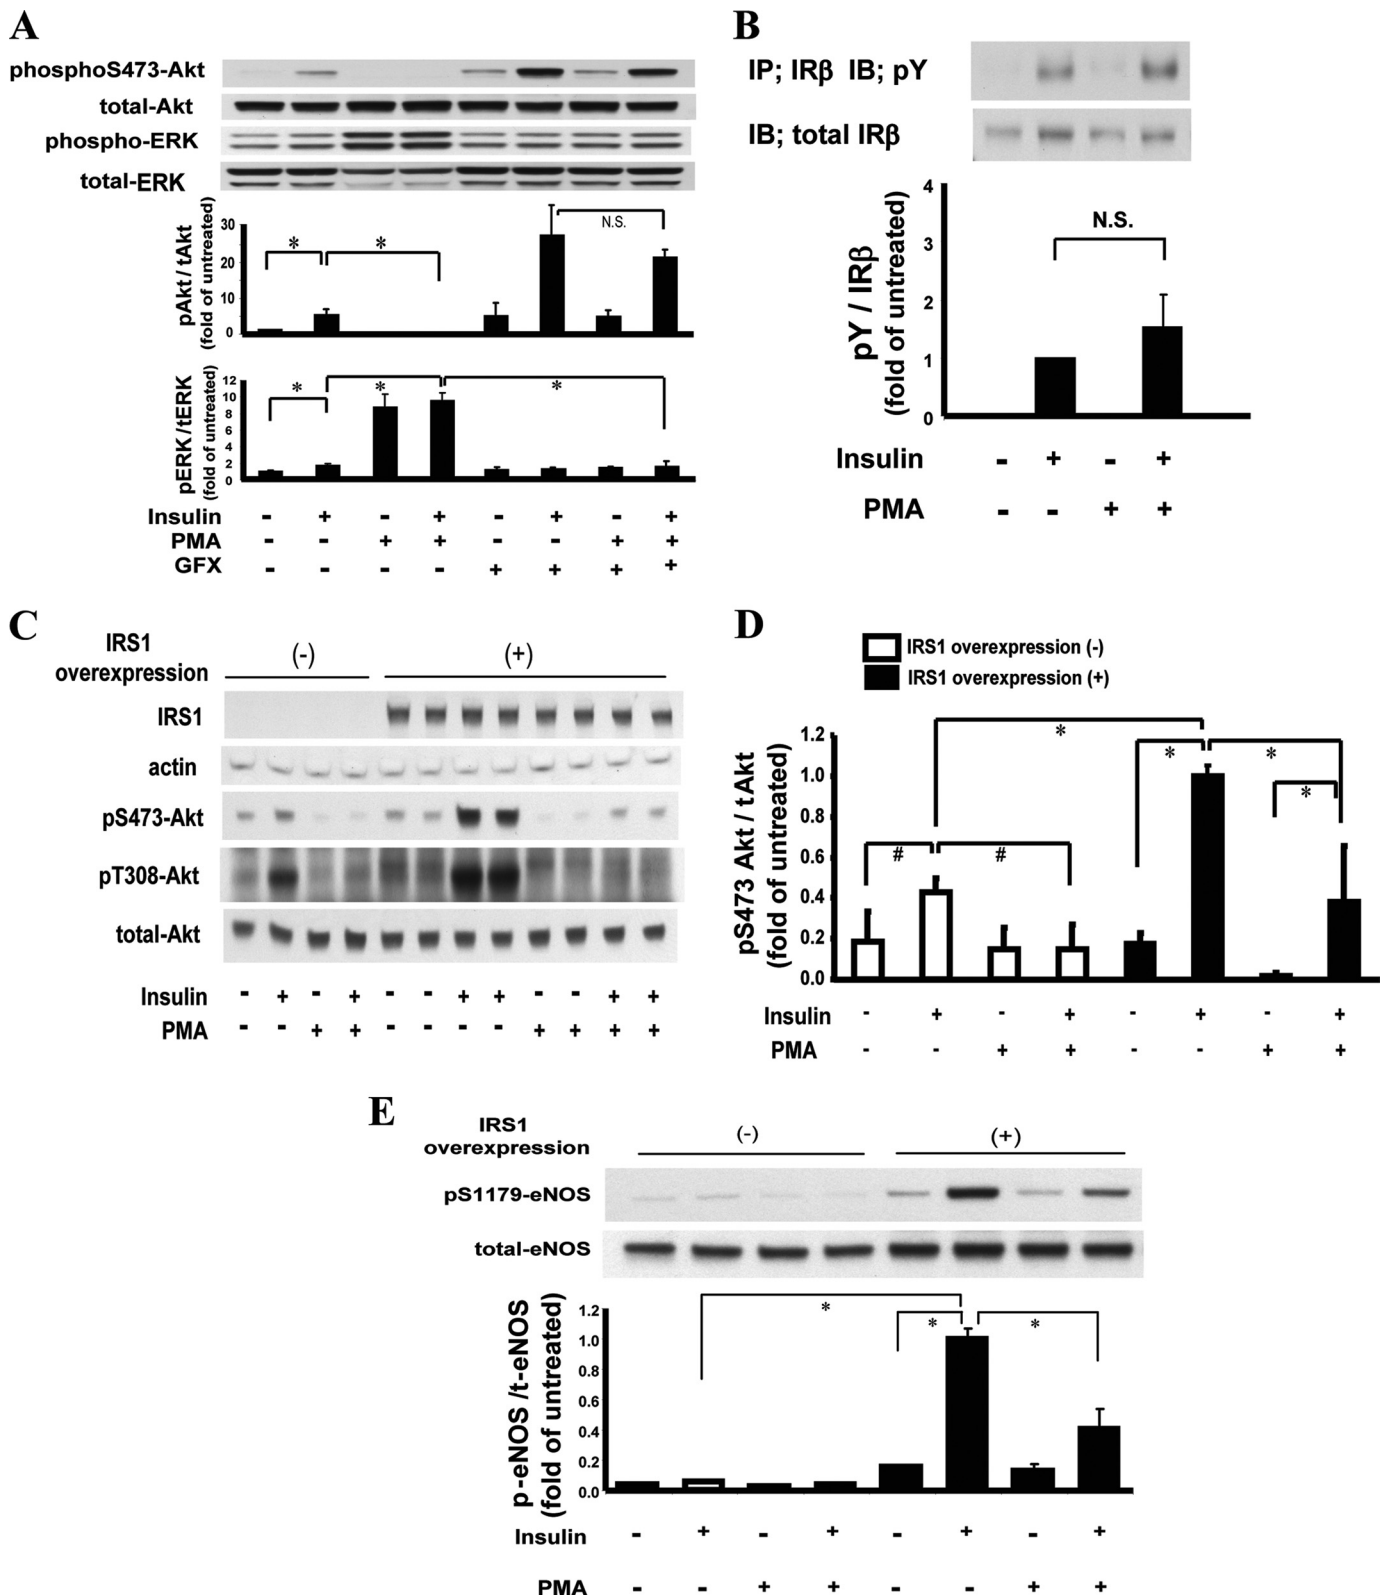 A
phosphoS473-Akt
total-Akt
phospho-ERK
total-ERK
pAkt / tAkt
(fold of untreated)
30
20
10
0
*
*
N.S.
pERK/tERK
(fold of untreated)
12
10
8
6
4
2
0
*
*
*
Insulin - + - + - + - +
PMA - - + + - - + +
GFX - - - - + + + +
B
IP; IRβ IB; pY
IB; total IRβ
pY / IRβ
(fold of untreated)
4
3
2
1
0
N.S.
Insulin - + - +
PMA - - + +
C
IRS1
overexpression
(-) (+)
IRS1
actin
pS473-Akt
pT308-Akt
total-Akt
Insulin - + - + - - + + - - + +
PMA - - + + - - - - + + + +
D
IRS1 overexpression (-)
IRS1 overexpression (+)
pS473 Akt / tAkt
(fold of untreated)
1.2
1.0
0.8
0.6
0.4
0.2
0.0
*
* *
*
# #
Insulin - + - + - + - +
PMA - - + + - - + +
E
IRS1
overexpression
(-) (+)
pS1179-eNOS
total-eNOS
p-eNOS /t-eNOS
(fold of untreated)
1.2
1.0
0.8
0.6
0.4
0.2
0.0
*
* *
Insulin - + - + - + - +
PMA - - + + - - + +